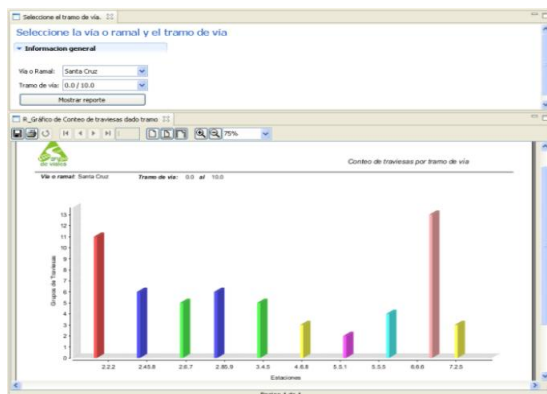 Seleccione el tramo de vía.
Seleccione la via o ramal y el tramo de via
Informacion general
Via o Ramal: Santa Cruz
Tramo de via: 0.0 / 10.0
Mostrar reporte
R_Gráfico de Conteo de traviesas dado tramo
75%
Conteo de traviesas por tramo de vía
Vía o ramal: Santa Cruz Tramo de vía: 0.0 al 10.0
Grupos de Traviesas
13
12
11
10
9
8
7
6
5
4
3
2
1
0
2.2.2 2.45.8 2.6.7 2.85.9 3.4.5 4.6.8 5.5.1 5.5.5 6.6.6 7.2.5
Estaciones